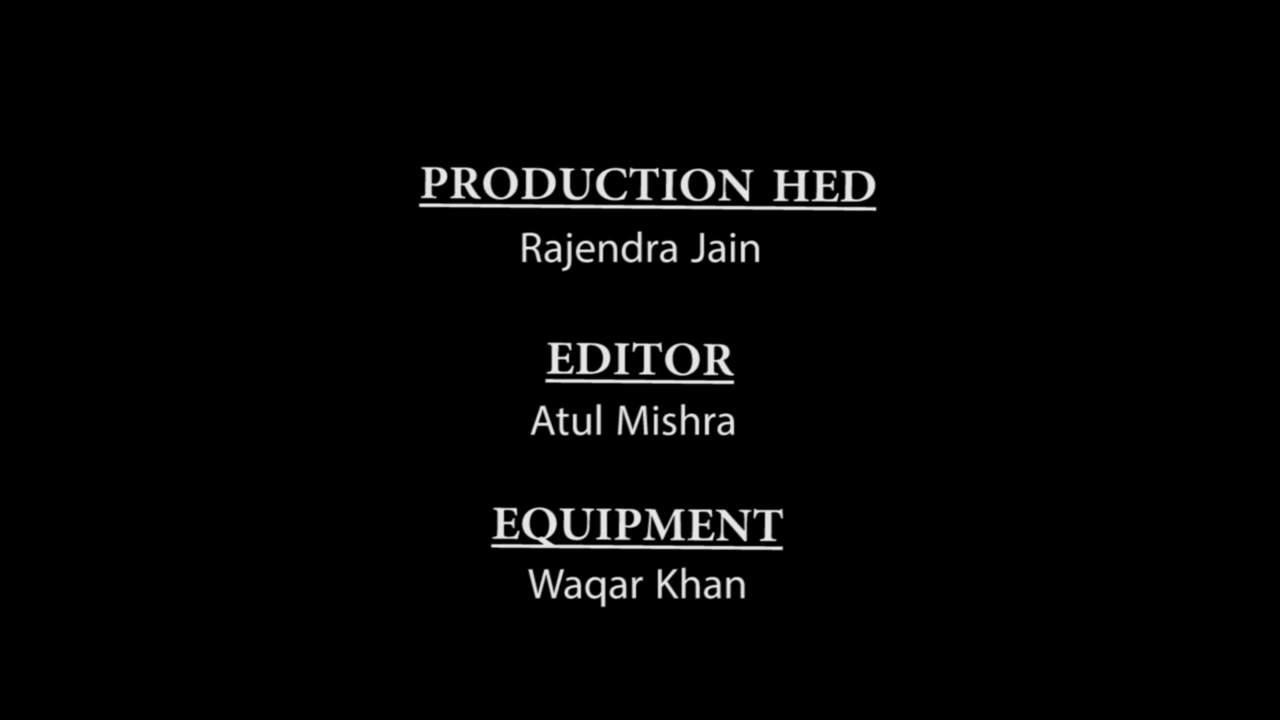 PRODUCTION HED
Rajendra Jain
EDITOR
Atul Mishra
EQUIPMENT
Waqar Khan